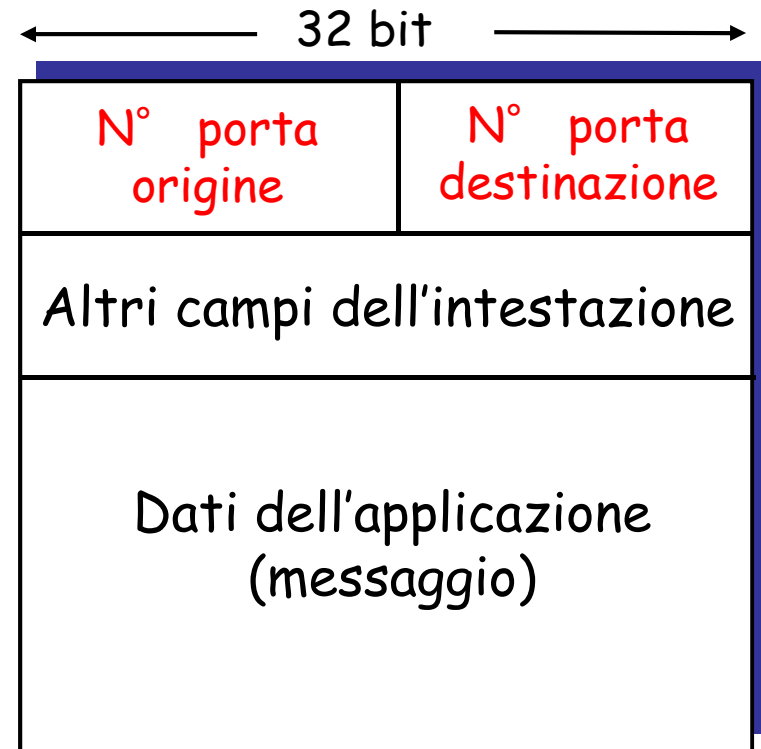 32 bit
N° porta
origine
N° porta
destinazione
Altri campi dell'intestazione
Dati dell'applicazione
(messaggio)